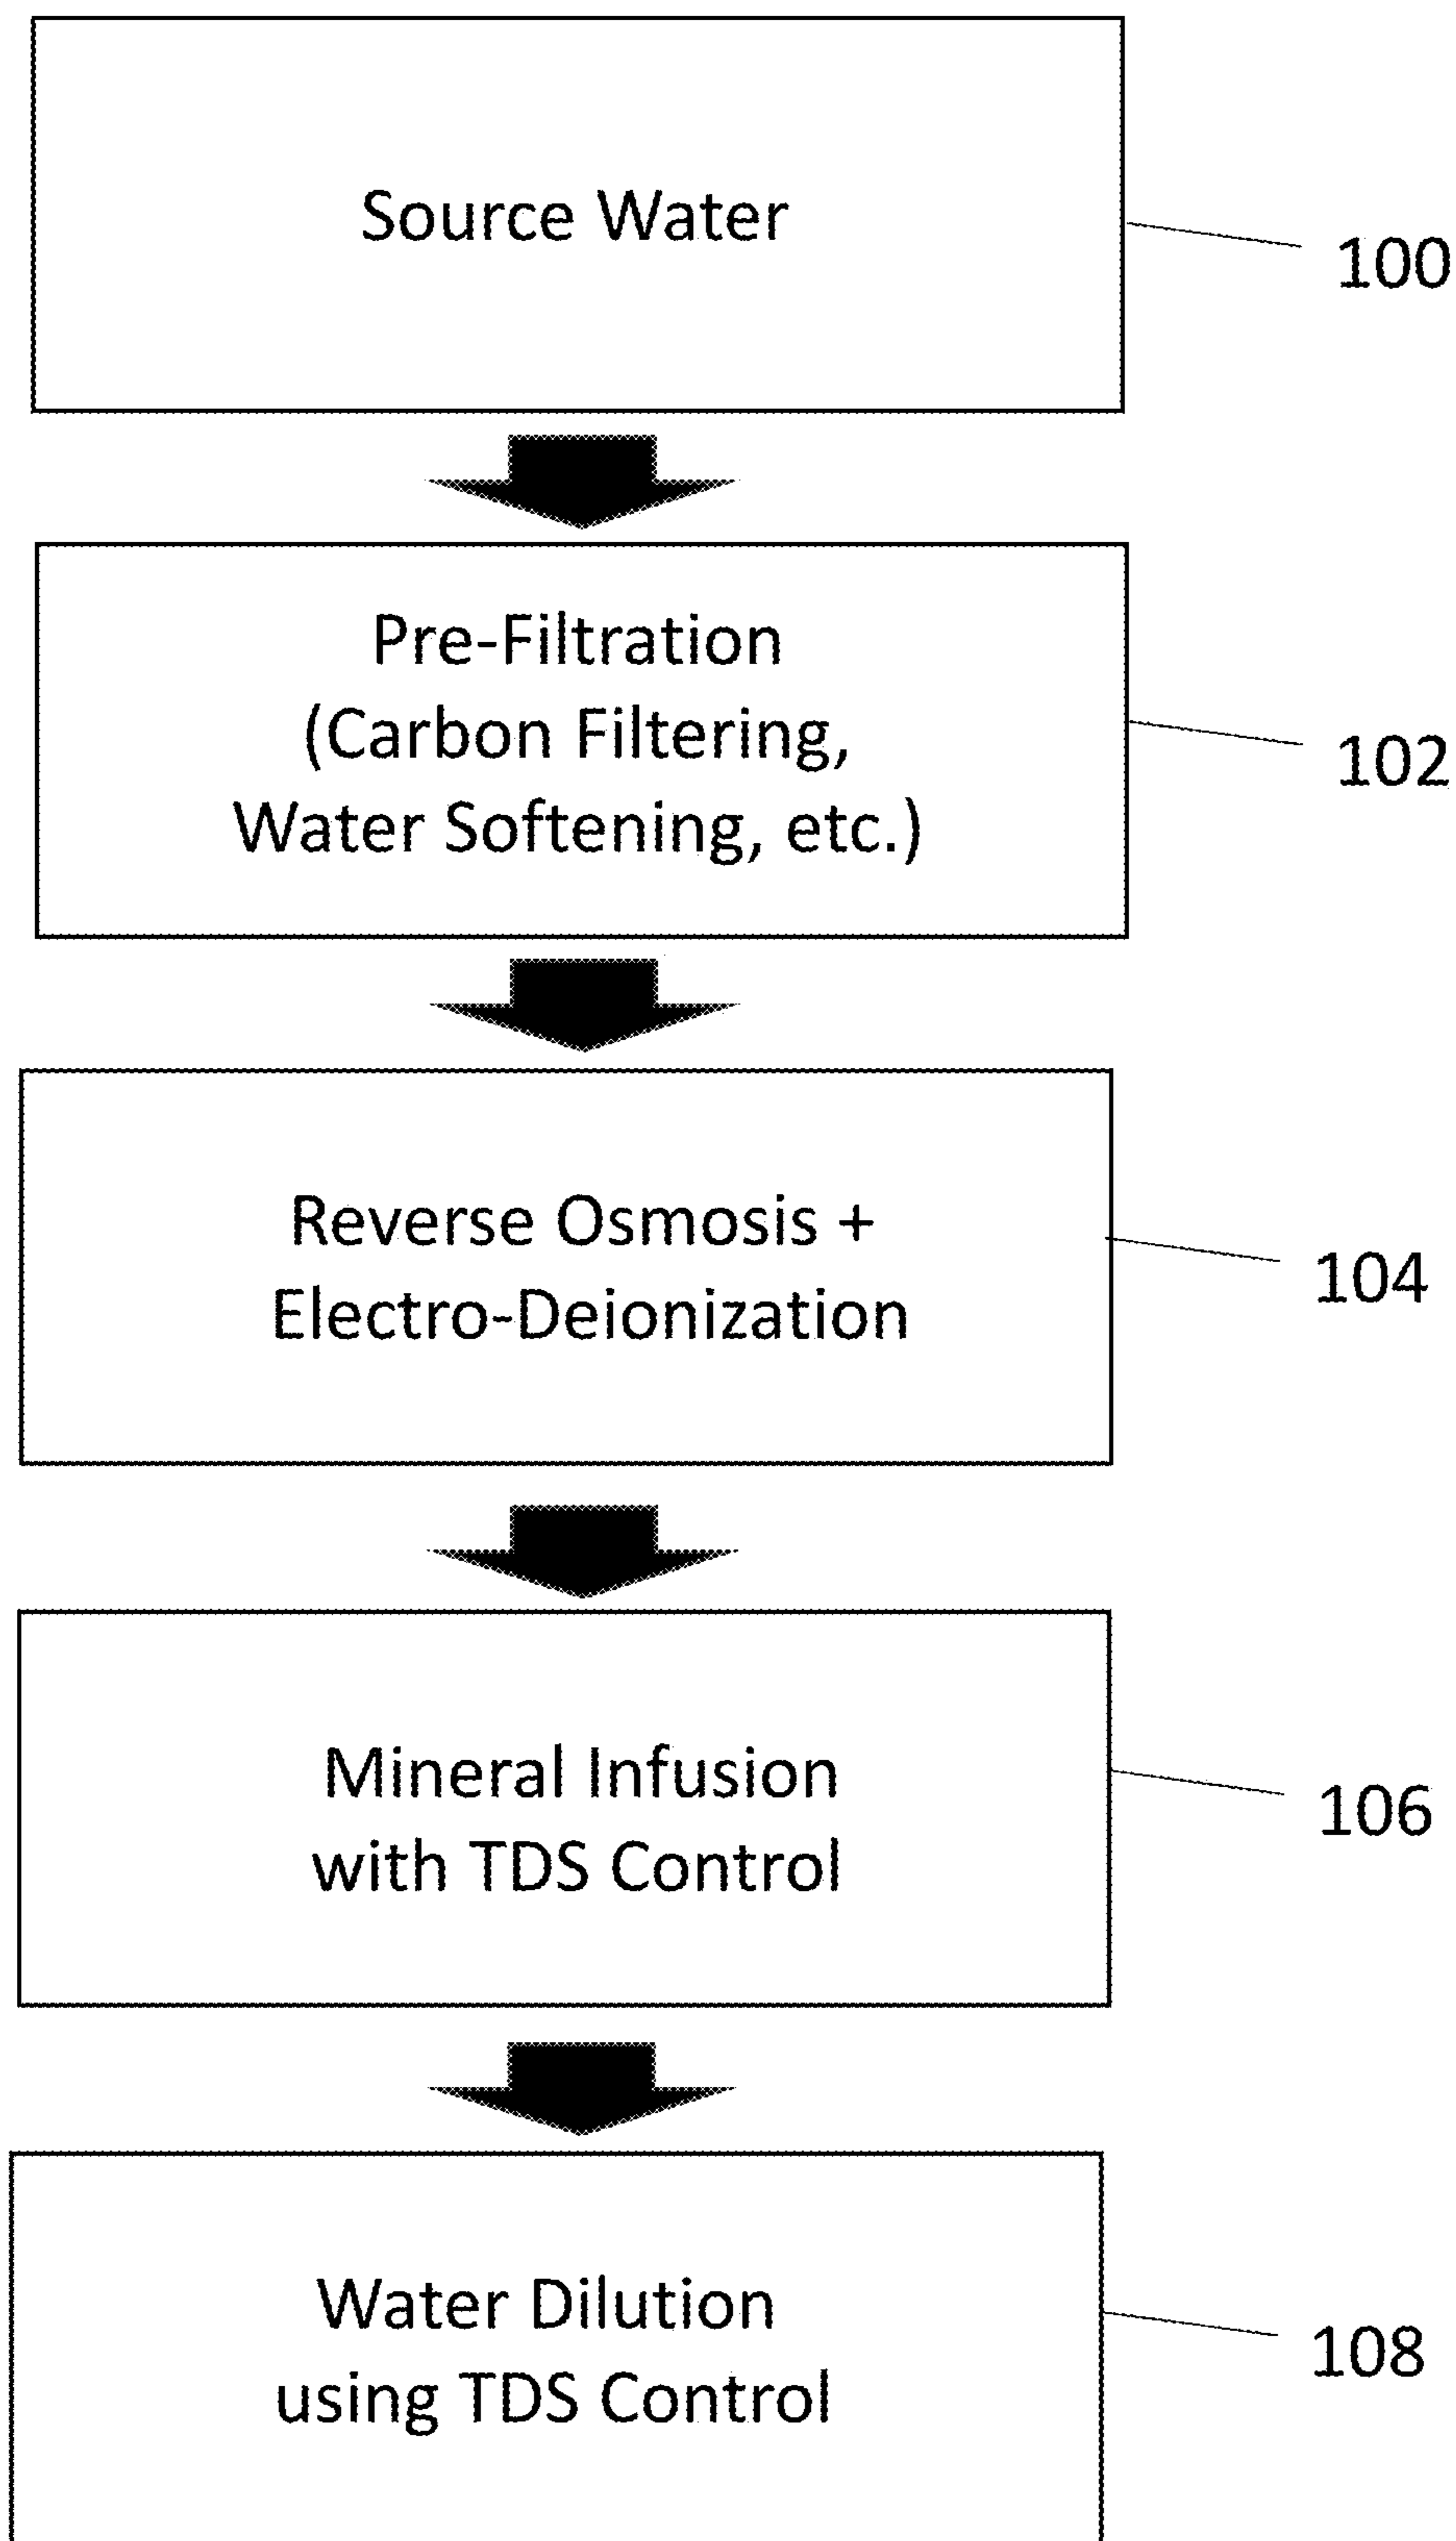 Source Water
100
Pre-Filtration
(Carbon Filtering,
Water Softening, etc.)
102
Reverse Osmosis +
Electro-Deionization
104
Mineral Infusion
with TDS Control
106
Water Dilution
using TDS Control
108